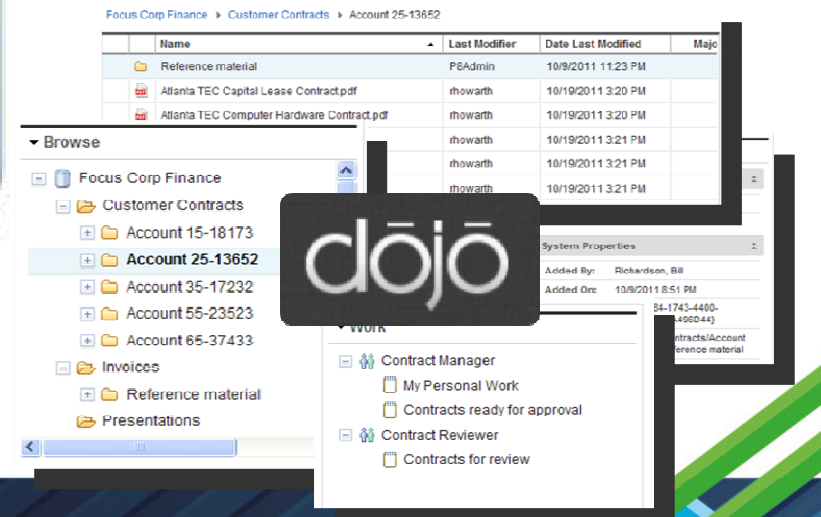 Focus Corp Finance Customer Contracts Account 25-13652
Name Last Modifier Date Last Modified Majo
Reference material P8Admin 10/9/2011 11:23 PM
Atlanta TEC Capital Lease Contract.pdf rhowarth 10/19/2011 3:20 PM
Atlanta TEC Computer Hardware Contract.pdf rhowarth 10/19/2011 3:20 PM
rhowarth 10/19/2011 3:21 PM
rhowarth 10/19/2011 3:21 PM
rhowarth 10/19/2011 3:21 PM
Browse
Focus Corp Finance
Customer Contracts
Account 15-18173
Account 25-13652
Account 35-17232
Account 55-23523
Account 65-37433
Invoices
Reference material
Presentations
dōjō
System Properties
Added By: Richardson, Bill
Added On: 10/9/2011 8:51 PM
84-1743-4400-
ntracts/Account
ference material
Work
Contract Manager
My Personal Work
Contracts ready for approval
Contract Reviewer
Contracts for review